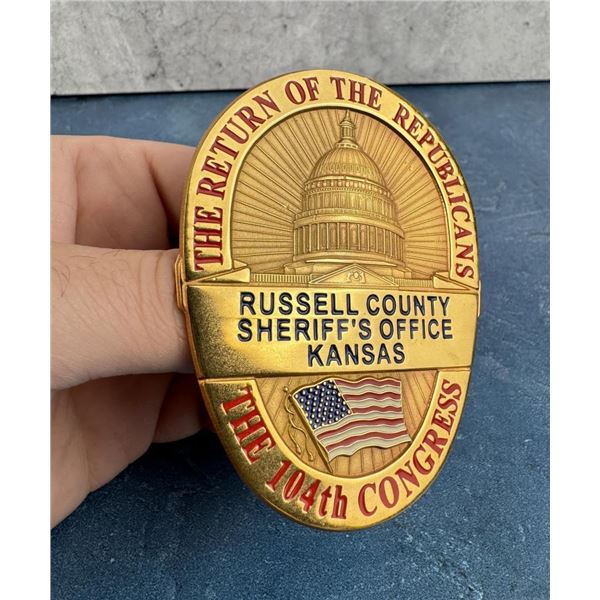 THE RETURN OF THE REPUBLICANS
RUSSELL COUNTY
SHERIFF'S OFFICE
KANSAS
THE 104th CONGRESS